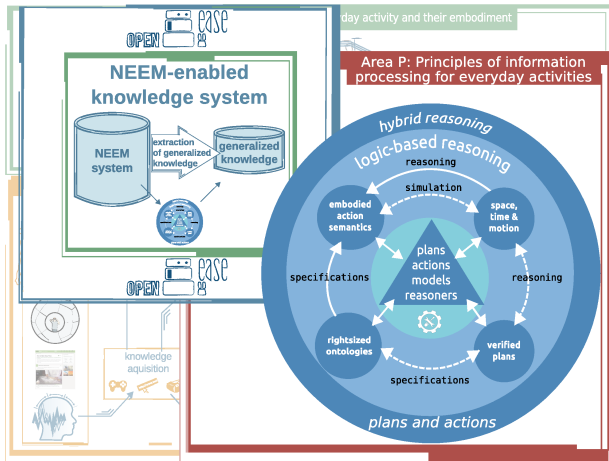 day activity and their embodiment
OPEN
ease
NEEM-enabled
knowledge system
NEEM
system
extraction
of generalized
knowledge
generalized
knowledge
OPEN
ease
knowledge
aquisition
Area P: Principles of information
processing for everyday activities
hybrid reasoning
logic-based reasoning
reasoning
simulation
embodied
action
semantics
space,
time &
motion
plans
actions
models
reasoners
specifications
reasoning
rightsized
ontologies
verified
plans
specifications
plans and actions